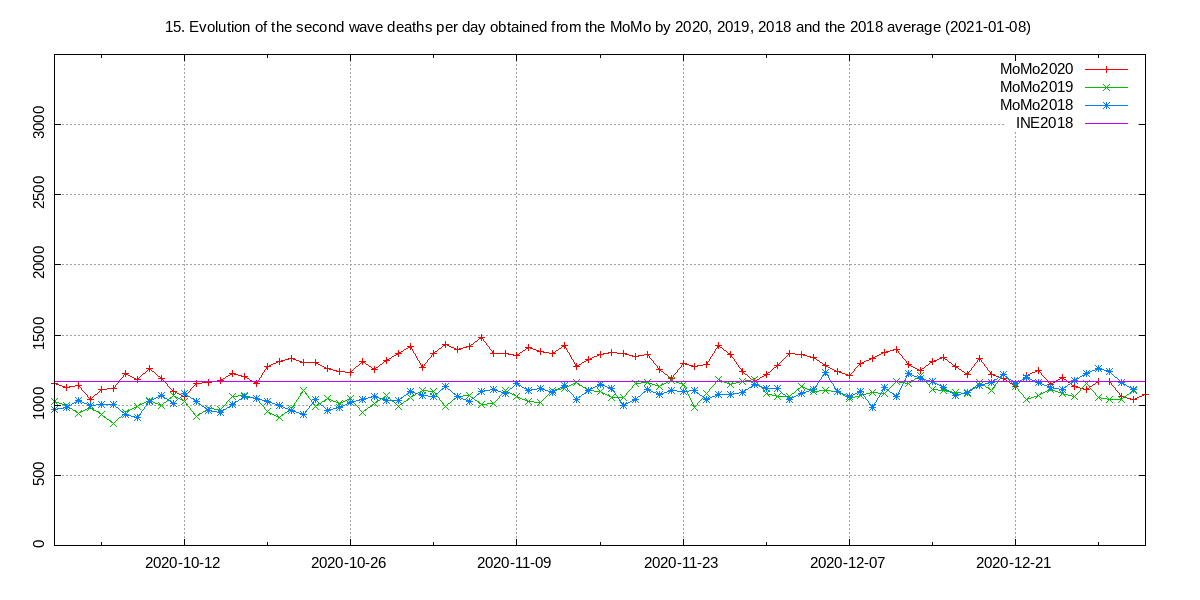 15. Evolution of the second wave deaths per day obtained from the MoMo by 2020, 2019, 2018 and the 2018 average (2021-01-08)
MoMo2020
MoMo2019
MoMo2018
INE2018
3000
2500
2000
1500
1000
500
0
2020-10-12
2020-10-26
2020-11-09
2020-11-23
2020-12-07
2020-12-21